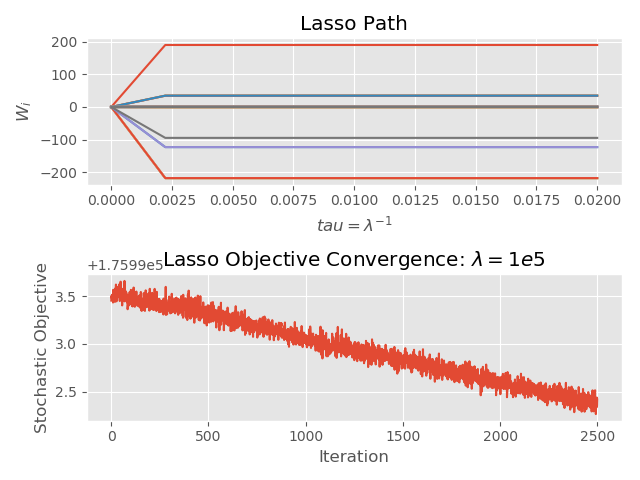 Lasso Path
200
100
0
−100
−200
W_i
0.0000 0.0025 0.0050 0.0075 0.0100 0.0125 0.0150 0.0175 0.0200
tau = λ^{−1}
Lasso Objective Convergence: λ = 1e5
+1.7599e5
3.5
3.0
2.5
Stochastic Objective
0 500 1000 1500 2000 2500
Iteration